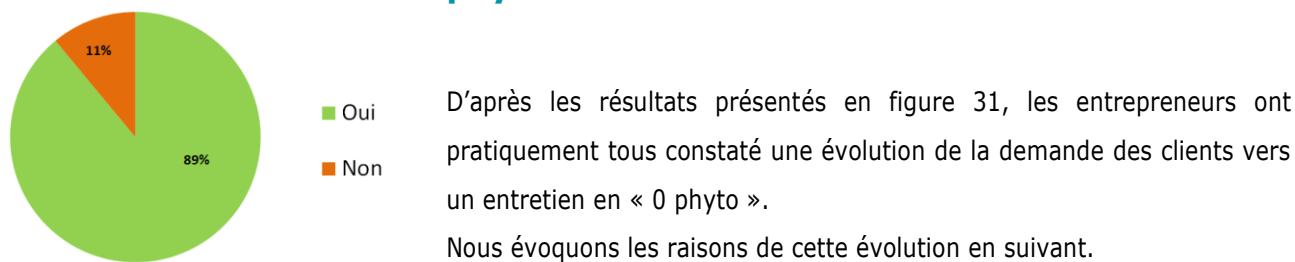 11%
89%
Oui
Non
D’après les résultats présentés en figure 31, les entrepreneurs ont
pratiquement tous constaté une évolution de la demande des clients vers
un entretien en « 0 phyto ».
Nous évoquons les raisons de cette évolution en suivant.